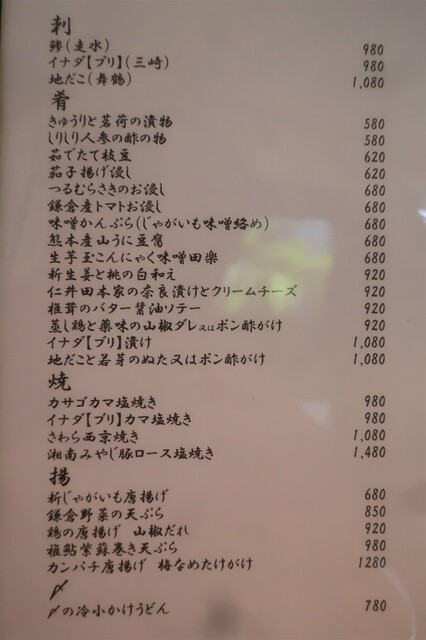 刺
鯵(走水) 980
イナダ【ブリ】(三崎) 980
地だこ(舞鶴) 1,080
肴
きゅうりと茗荷の漬物 580
しりしり人参の酢の物 580
茹でたて枝豆 620
茄子揚げ浸し 620
つるむらさきのお浸し 680
鎌倉産トマトお浸し 680
味噌かんぷら(じゃがいも味噌絡め) 680
熊本産山うに豆腐 680
生芋玉こんにゃく味噌田楽 680
新生姜と桃の白和え 920
仁井田本家の奈良漬けとクリームチーズ 920
椎茸のバター醤油ソテー 920
蒸し鶏と薬味の山椒ダレ又はポン酢がけ 920
イナダ【ブリ】漬け 1,080
地だこと若芽のぬた又はポン酢がけ 1,080
焼
カサゴカマ塩焼き 980
イナダ【ブリ】カマ塩焼き 980
さわら西京焼き 1,080
湘南みやじ豚ロース塩焼き 1,480
揚
新じゃがいも唐揚げ 680
鎌倉野菜の天ぷら 850
鶏の唐揚げ 山椒だれ 920
稚鮎紫蘇巻き天ぷら 980
カンパチ唐揚げ 梅なめたけがけ 1280
〆
〆の冷小かけうどん 780